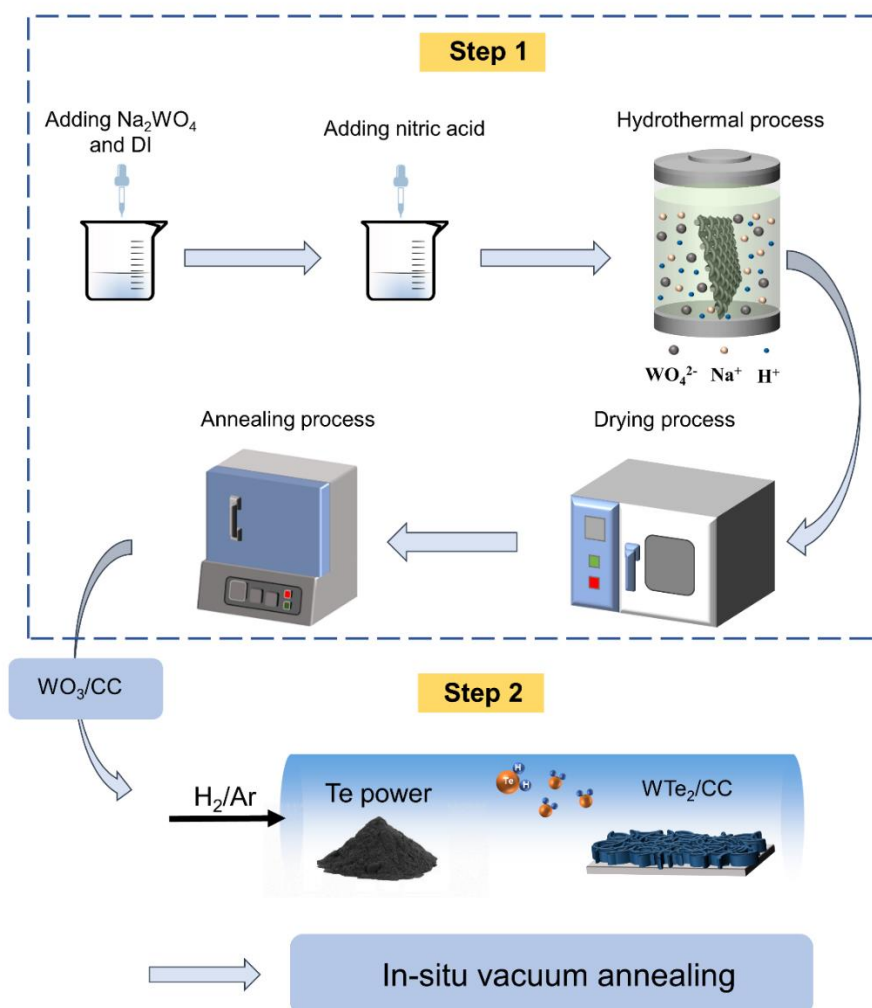 Step 1
Adding Na₂WO₄
and DI
Adding nitric acid
Hydrothermal process
WO₄²⁻ Na⁺ H⁺
Annealing process
Drying process
WO₃/CC
Step 2
H₂/Ar
Te power
Te
H
H
WTe₂/CC
In-situ vacuum annealing